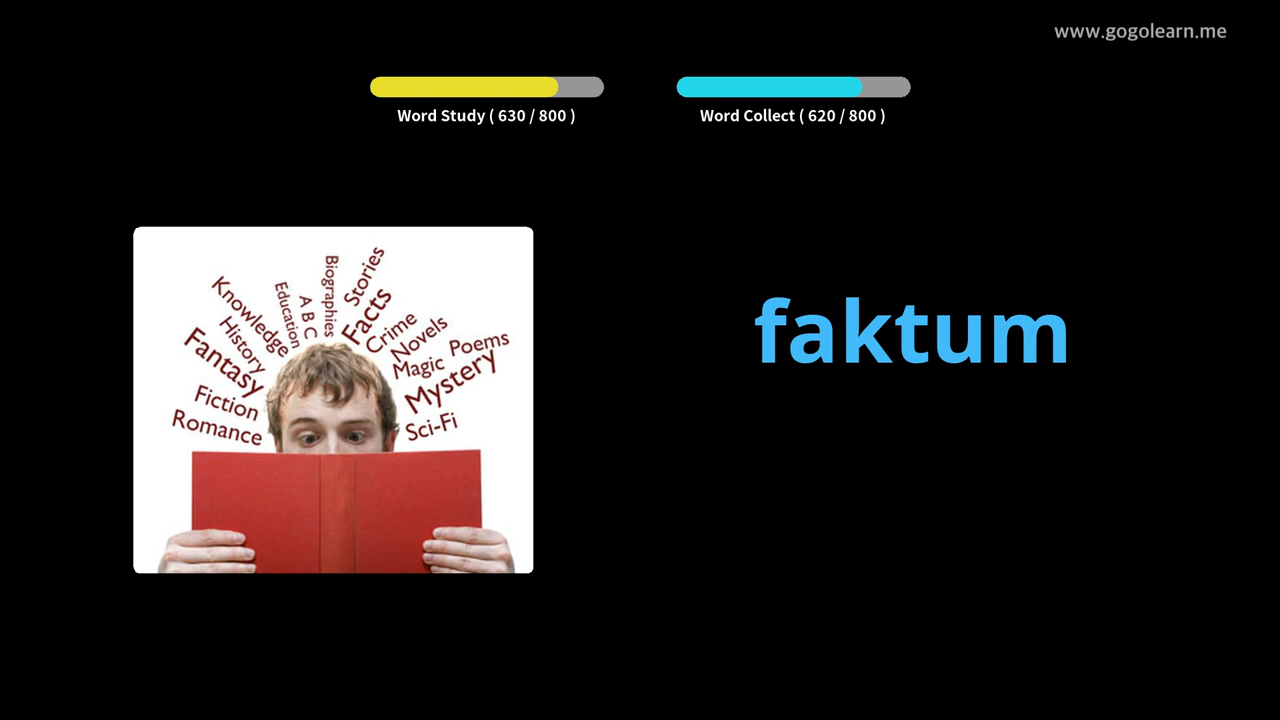 www.gogolearn.me
Word Study ( 630 / 800 )
Word Collect ( 620 / 800 )
faktum
Biographies
Stories
Education
A B C
Facts
Knowledge
Crime
History
Novels
Poems
Fantasy
Magic
Mystery
Fiction
Romance
Sci-Fi